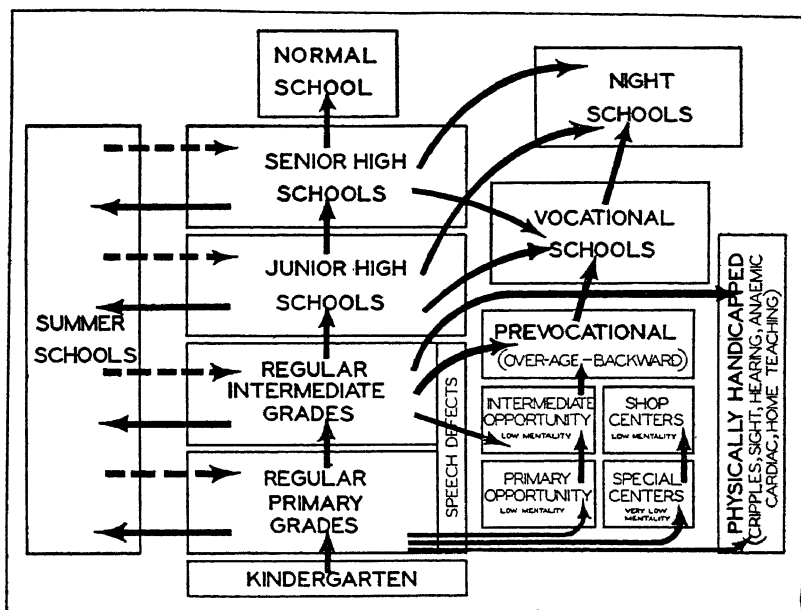 NORMAL
SCHOOL
NIGHT
SCHOOLS
SENIOR HIGH
SCHOOLS
VOCATIONAL
SCHOOLS
JUNIOR HIGH
SCHOOLS
SUMMER
SCHOOLS
PREVOCATIONAL
(OVER-AGE-BACKWARD)
REGULAR
INTERMEDIATE
GRADES
INTERMEDIATE
OPPORTUNITY
LOW MENTALITY
SHOP
CENTERS
LOW MENTALITY
REGULAR
PRIMARY
GRADES
SPEECH DEFECTS
PRIMARY
OPPORTUNITY
LOW MENTALITY
SPECIAL
CENTERS
VERY LOW
MENTALITY
KINDERGARTEN
PHYSICALLY HANDICAPPED
(CRIPPLES, SIGHT, HEARING, ANAEMIC
CARDIAC, HOME TEACHING)